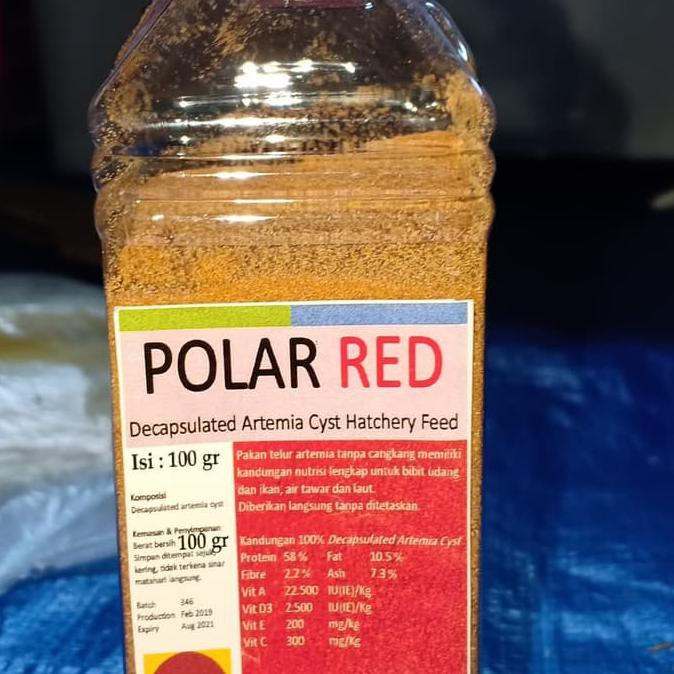 POLAR RED
Decapsulated Artemia Cyst Hatchery Feed
Isi : 100 gr
Komposisi
Decapsulated artemia cyst
Kemasan & Penyimpanan
Berat bersih 100 gr
Simpan ditempat sejuk,
kering, tidak terkena sinar
matahari langsung.
Batch 346
Production Feb 2019
Expiry Aug 2021
Pakan telur artemia tanpa cangkang memiliki
kandungan nutrisi lengkap untuk bibit udang
dan ikan, air tawar dan laut.
Diberikan langsung tanpa ditetaskan.
Kandungan 100% Decapsulated Artemia Cyst
Protein 58 % Fat 10.5 %
Fibre 2.2 % Ash 7.3 %
Vit A 22.500 IU(IE)/Kg
Vit D3 2.500 IU(IE)/Kg
Vit E 200 mg/kg
Vit C 300 mg/Kg